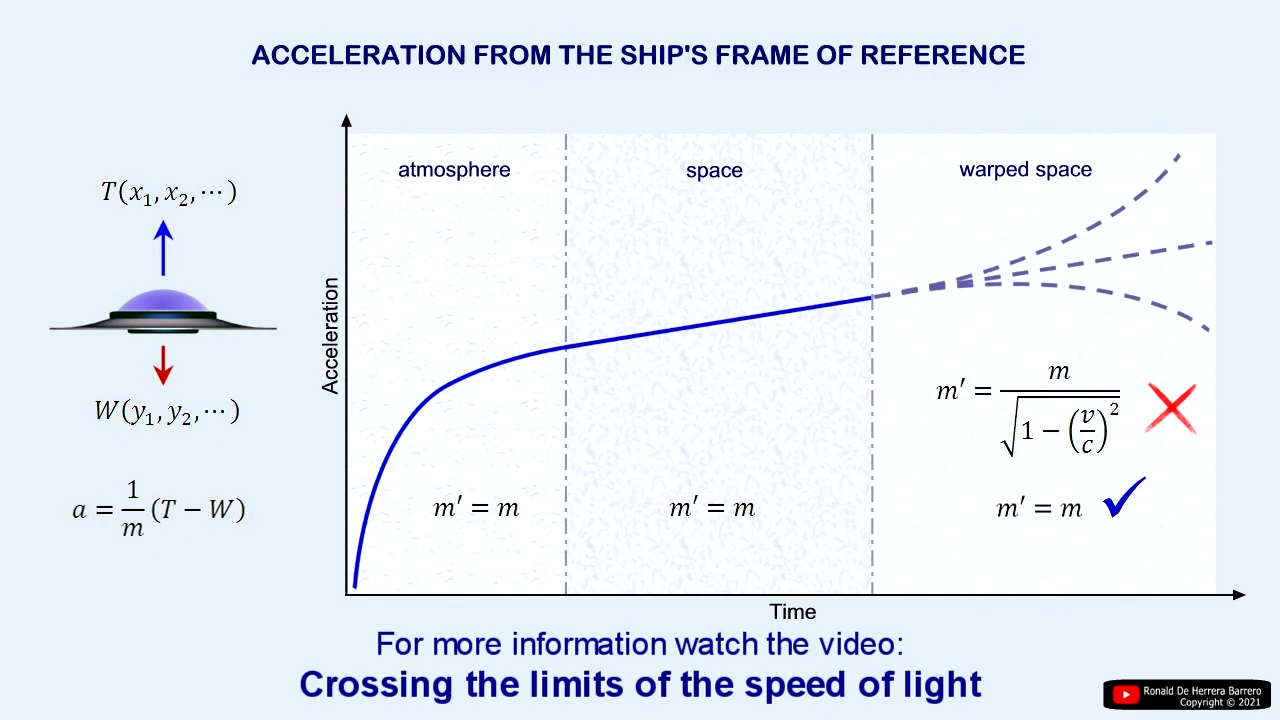 ACCELERATION FROM THE SHIP'S FRAME OF REFERENCE
T(x₁, x₂, ⋯)
W(y₁, y₂, ⋯)
a = 1/m (T − W)
Acceleration
atmosphere
space
warped space
m′ = m / √(1 − (v/c)²)
m′ = m
m′ = m
m′ = m
Time
For more information watch the video:
Crossing the limits of the speed of light
Ronald De Herrera Barrero
Copyright © 2021